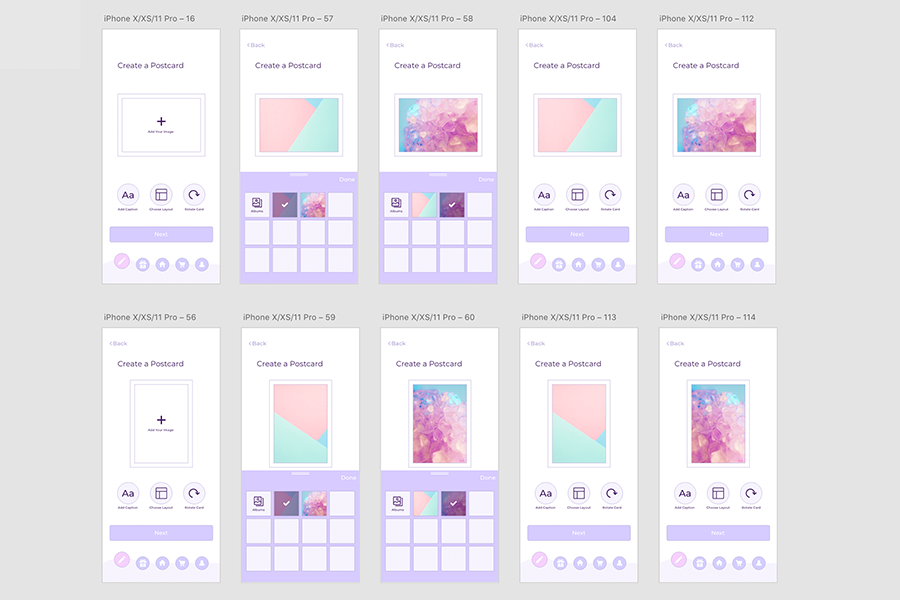 iPhone X/XS/11 Pro – 16
iPhone X/XS/11 Pro – 57
iPhone X/XS/11 Pro – 58
iPhone X/XS/11 Pro – 104
iPhone X/XS/11 Pro – 112
Create a Postcard
Add Your Image
Aa
Add Caption
Choose Layout
Rotate Card
Next
Back
Create a Postcard
Done
Albums
Back
Create a Postcard
Done
Albums
Back
Create a Postcard
Aa
Add Caption
Choose Layout
Rotate Card
Next
Back
Create a Postcard
Aa
Add Caption
Choose Layout
Rotate Card
Next
iPhone X/XS/11 Pro – 56
iPhone X/XS/11 Pro – 59
iPhone X/XS/11 Pro – 60
iPhone X/XS/11 Pro – 113
iPhone X/XS/11 Pro – 114
Back
Create a Postcard
Add Your Image
Aa
Add Caption
Choose Layout
Rotate Card
Next
Back
Create a Postcard
Done
Albums
Back
Create a Postcard
Done
Albums
Back
Create a Postcard
Aa
Add Caption
Choose Layout
Rotate Card
Next
Back
Create a Postcard
Aa
Add Caption
Choose Layout
Rotate Card
Next